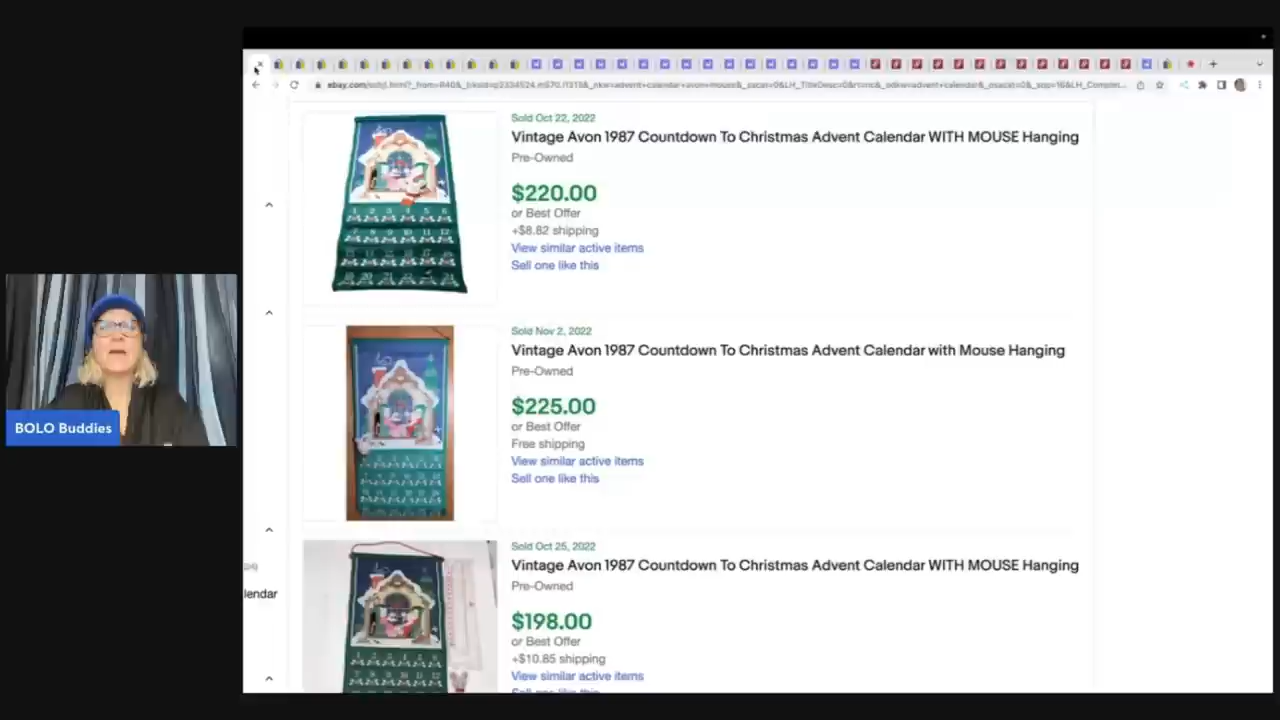 Sold Oct 22, 2022
Vintage Avon 1987 Countdown To Christmas Advent Calendar WITH MOUSE Hanging
Pre-Owned
$220.00
or Best Offer
+$8.82 shipping
View similar active items
Sell one like this
Sold Nov 2, 2022
Vintage Avon 1987 Countdown To Christmas Advent Calendar with Mouse Hanging
Pre-Owned
$225.00
or Best Offer
Free shipping
View similar active items
Sell one like this
BOLO Buddies
Sold Oct 25, 2022
Vintage Avon 1987 Countdown To Christmas Advent Calendar WITH MOUSE Hanging
lendar
Pre-Owned
$198.00
or Best Offer
+$10.85 shipping
View similar active items